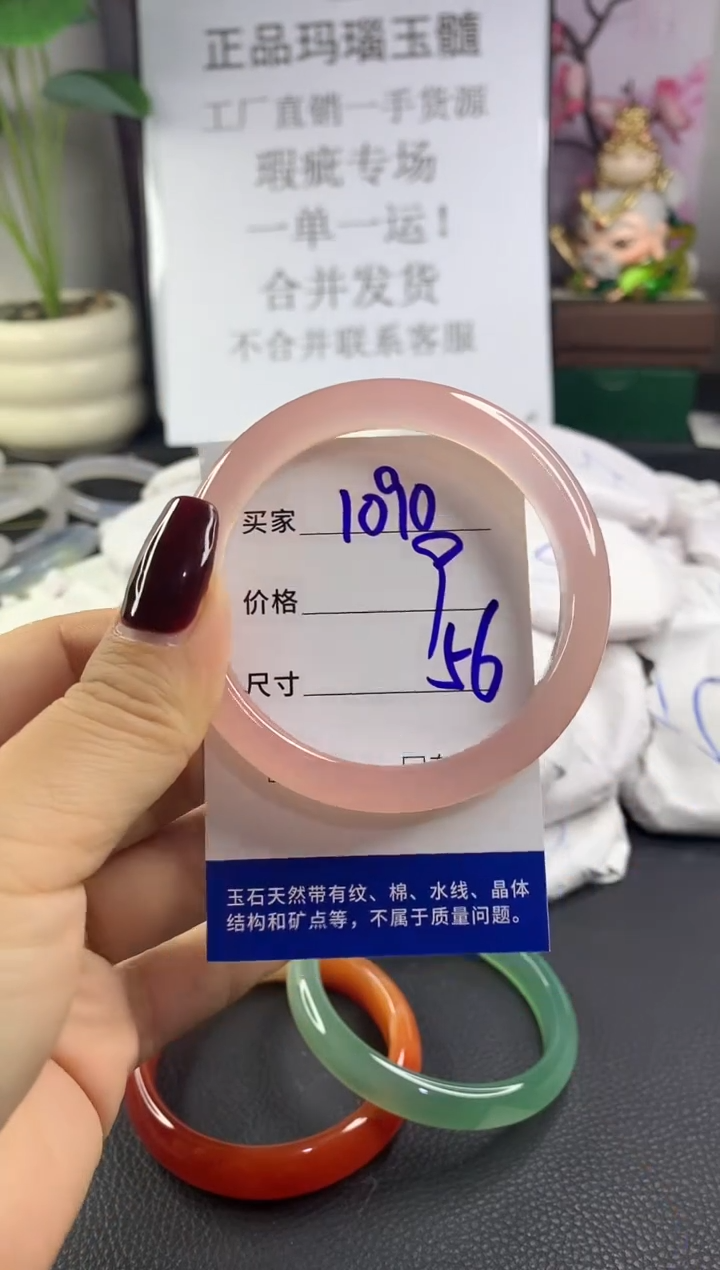 正品玛瑙玉髓
工厂直销一手货源
瑕疵专场
一单一运!
合并发货
不合并联系客服
买家 1090
价格
尺寸 56
玉石天然带有纹、棉、水线、晶体
结构和矿点等，不属于质量问题。